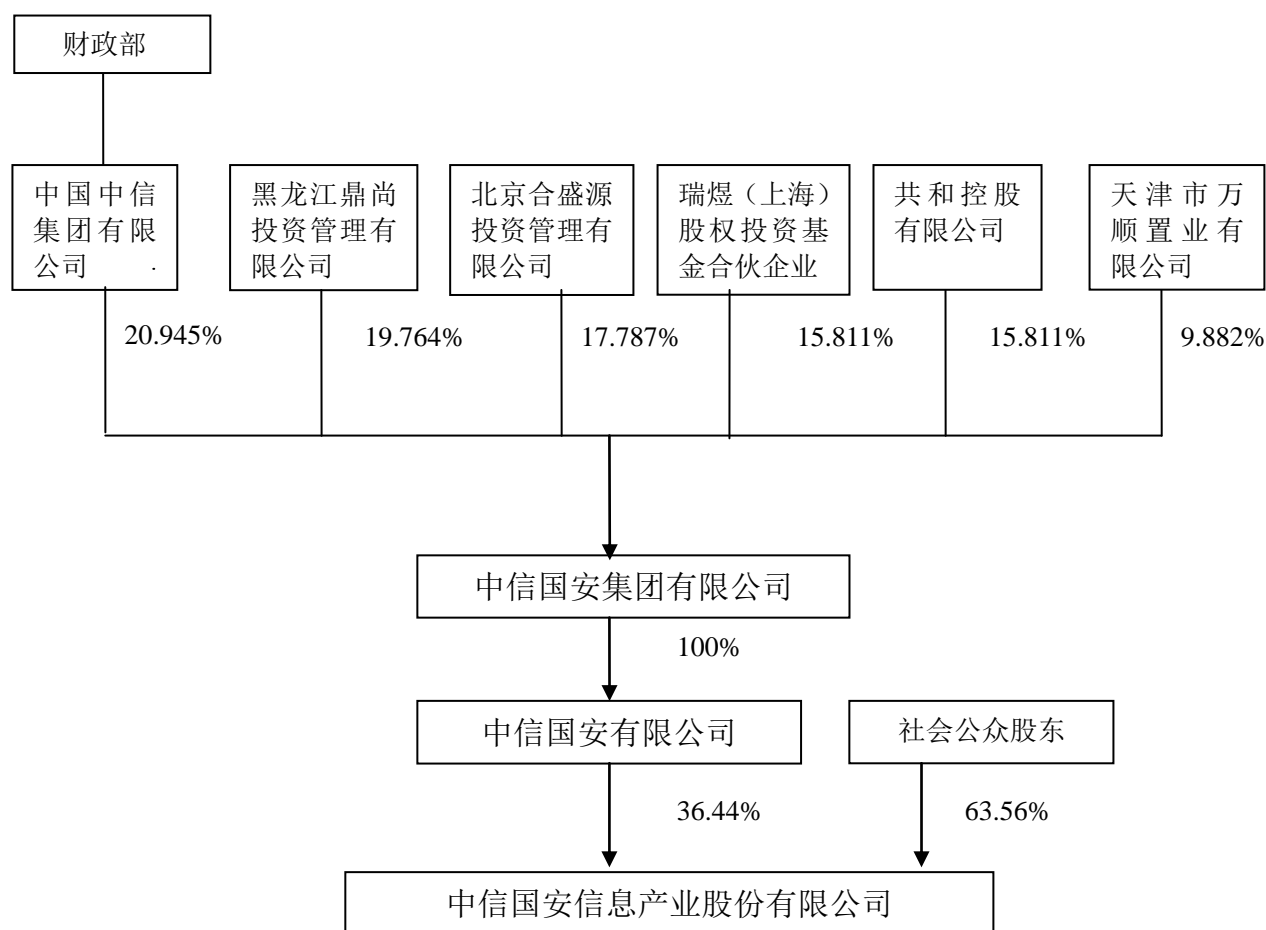 财政部
中国中信
集团有限
公司
黑龙江鼎尚
投资管理有
限公司
北京合盛源
投资管理有
限公司
瑞煜（上海）
股权投资基
金合伙企业
共和控股
有限公司
天津市万
顺置业有
限公司
20.945%
19.764%
17.787%
15.811%
15.811%
9.882%
中信国安集团有限公司
100%
中信国安有限公司
社会公众股东
36.44%
63.56%
中信国安信息产业股份有限公司